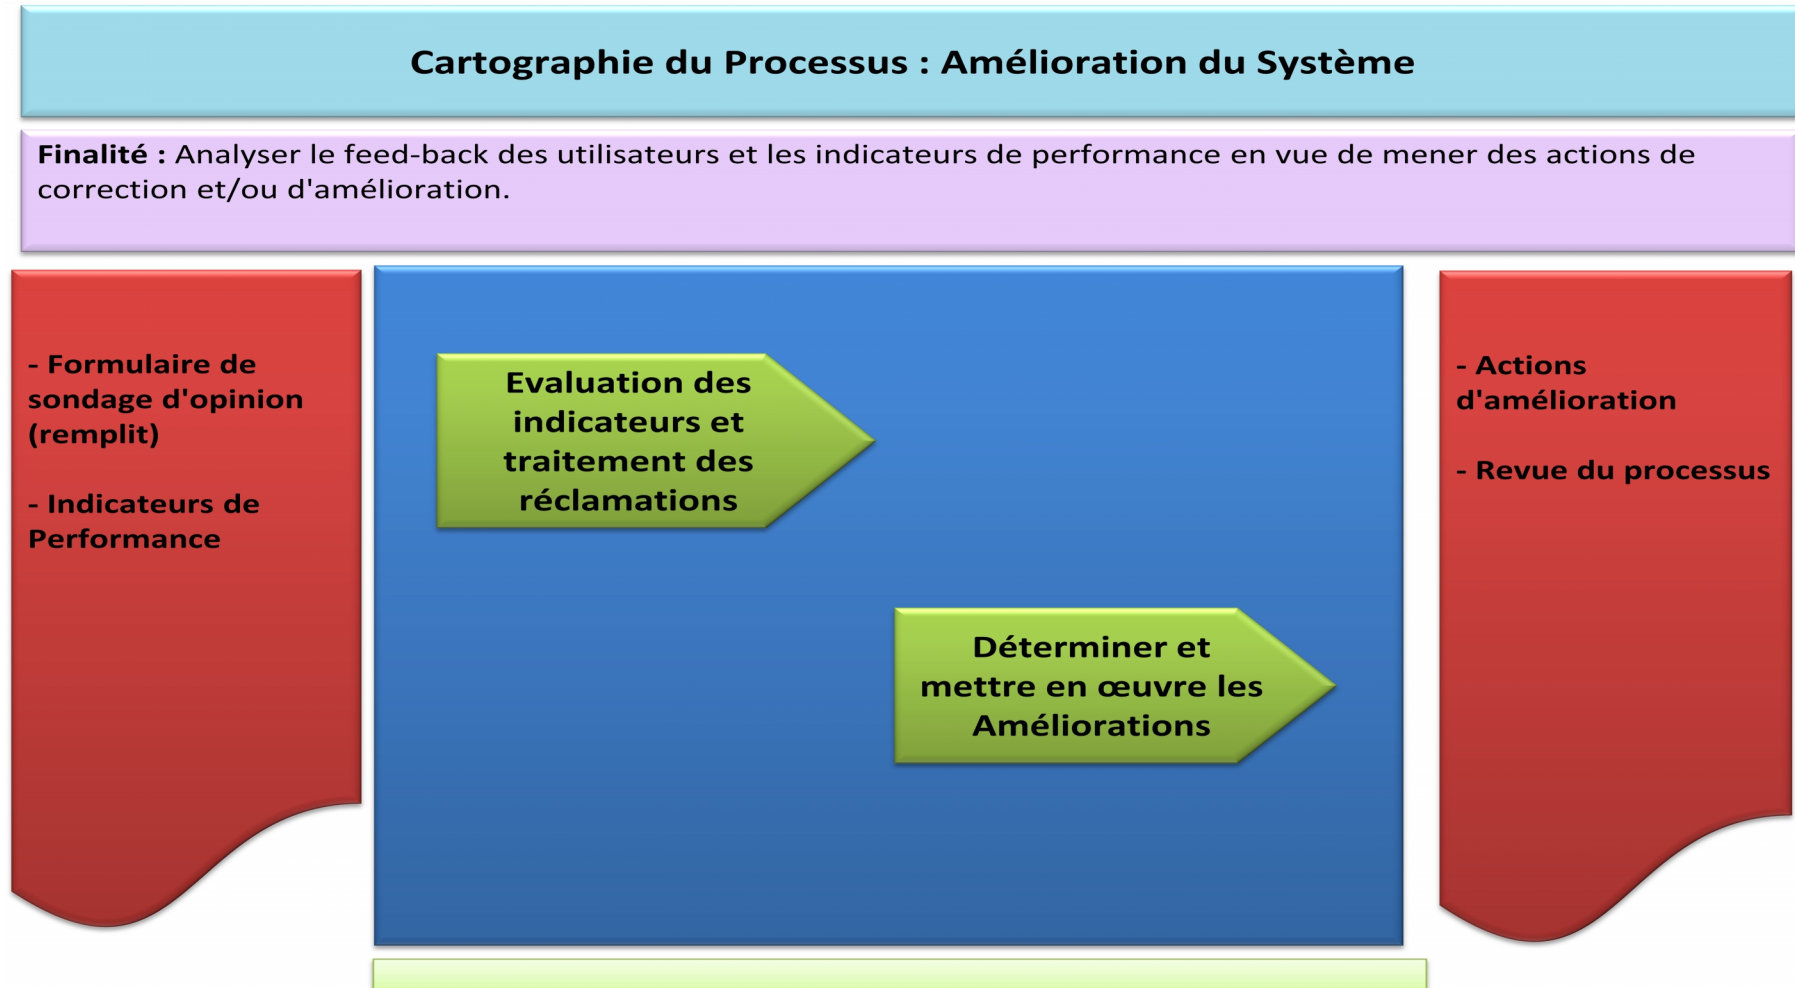 Cartographie du Processus : Amélioration du Système
Finalité : Analyser le feed-back des utilisateurs et les indicateurs de performance en vue de mener des actions de
correction et/ou d'amélioration.
- Formulaire de
sondage d'opinion
(remplit)
- Indicateurs de
Performance
Evaluation des
indicateurs et
traitement des
réclamations
Déterminer et
mettre en œuvre les
Améliorations
- Actions
d'amélioration
- Revue du processus